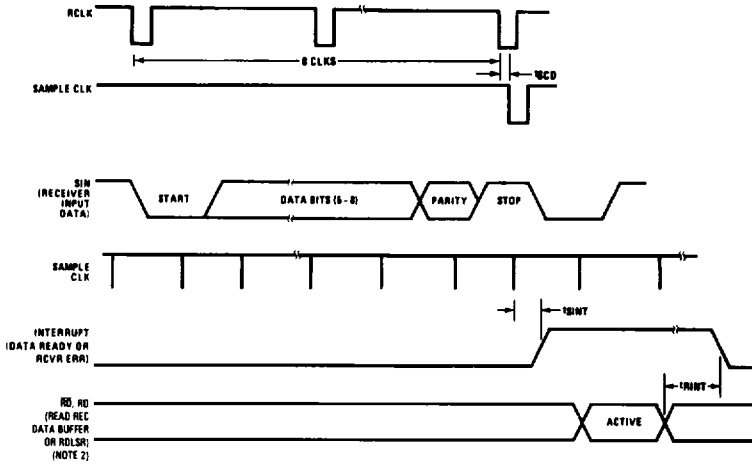 RCLK
8 CLKS
tSCD
SAMPLE CLK
SIN
(RECEIVER
INPUT
DATA)
START
DATA BITS (5 - 8)
PARITY
STOP
SAMPLE
CLK
tSINT
INTERRUPT
(DATA READY OR
RCVR ERR)
tRINT
RD, RD
(READ REC
DATA BUFFER
OR RDLSR)
(NOTE 2)
ACTIVE